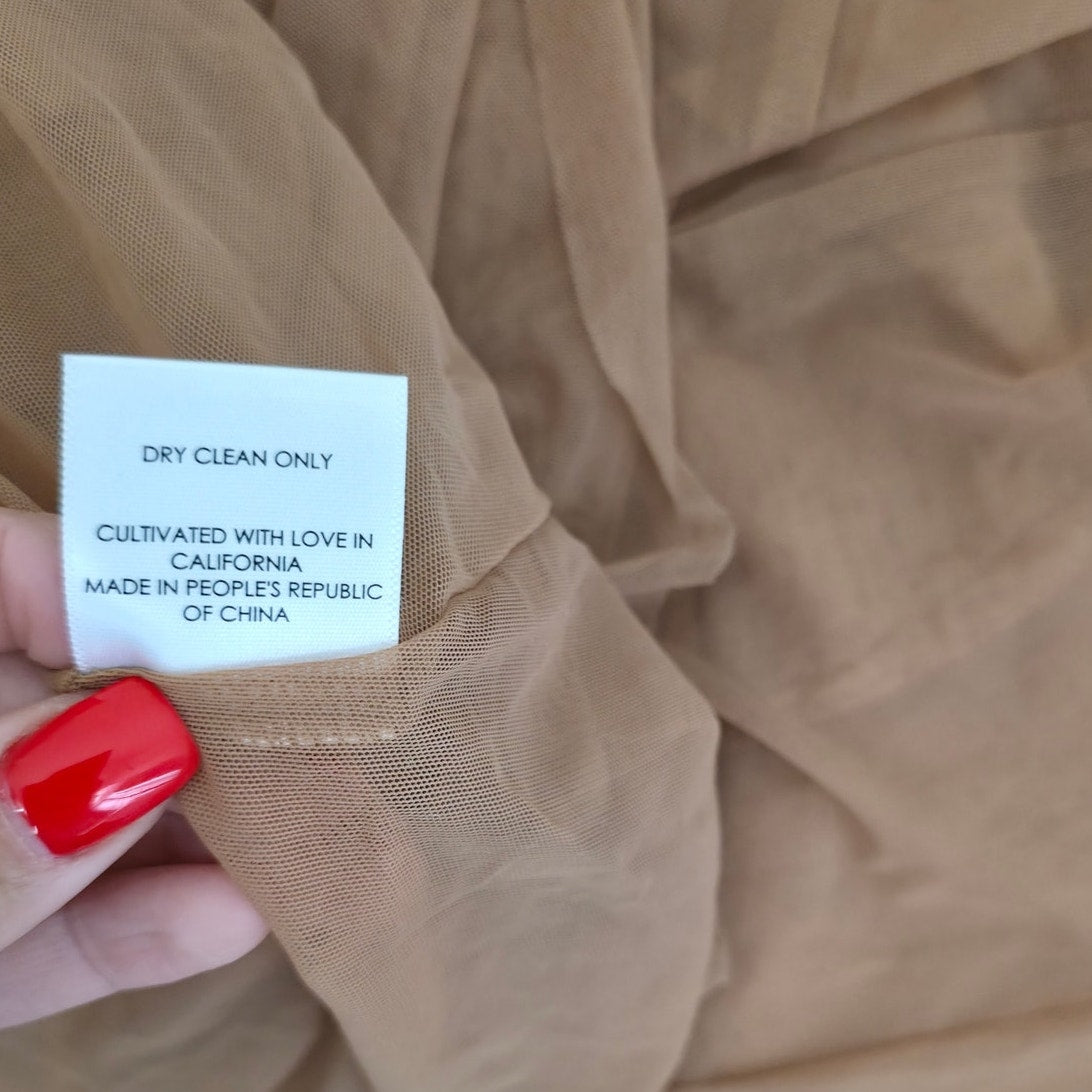 DRY CLEAN ONLY
CULTIVATED WITH LOVE IN
CALIFORNIA
MADE IN PEOPLE'S REPUBLIC
OF CHINA